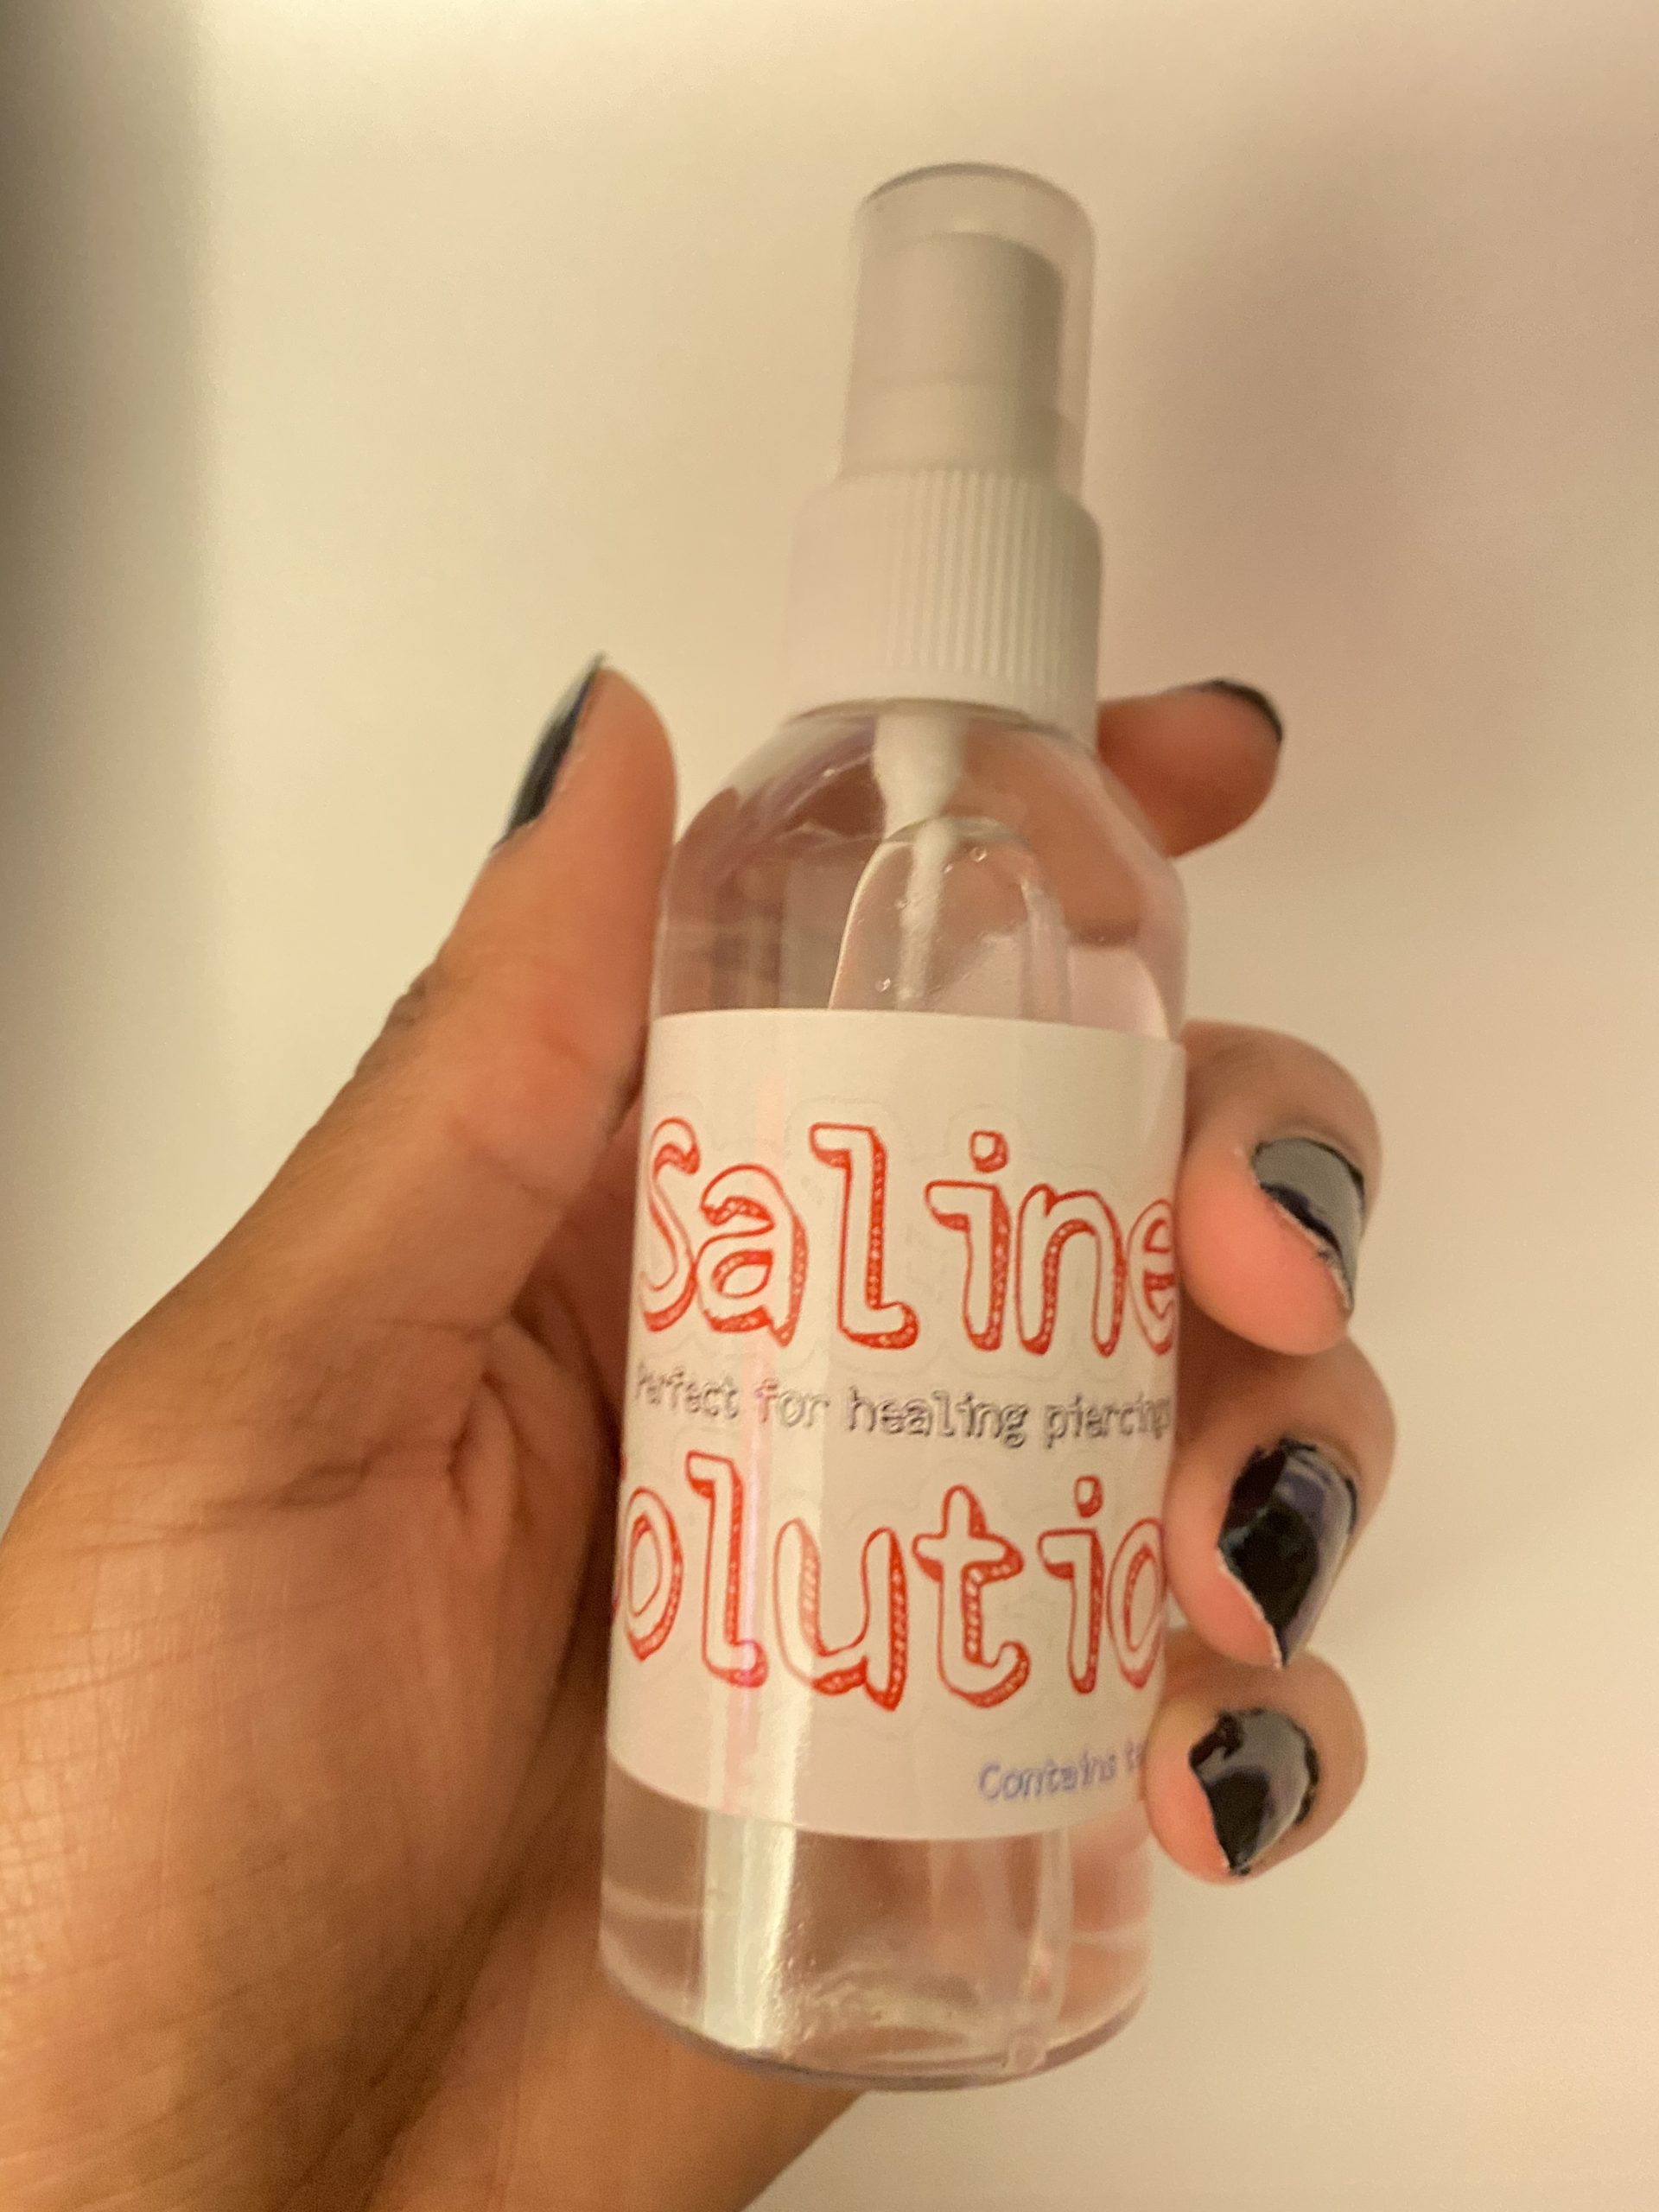 Saline
Perfect for healing piercings
olutio
Contains